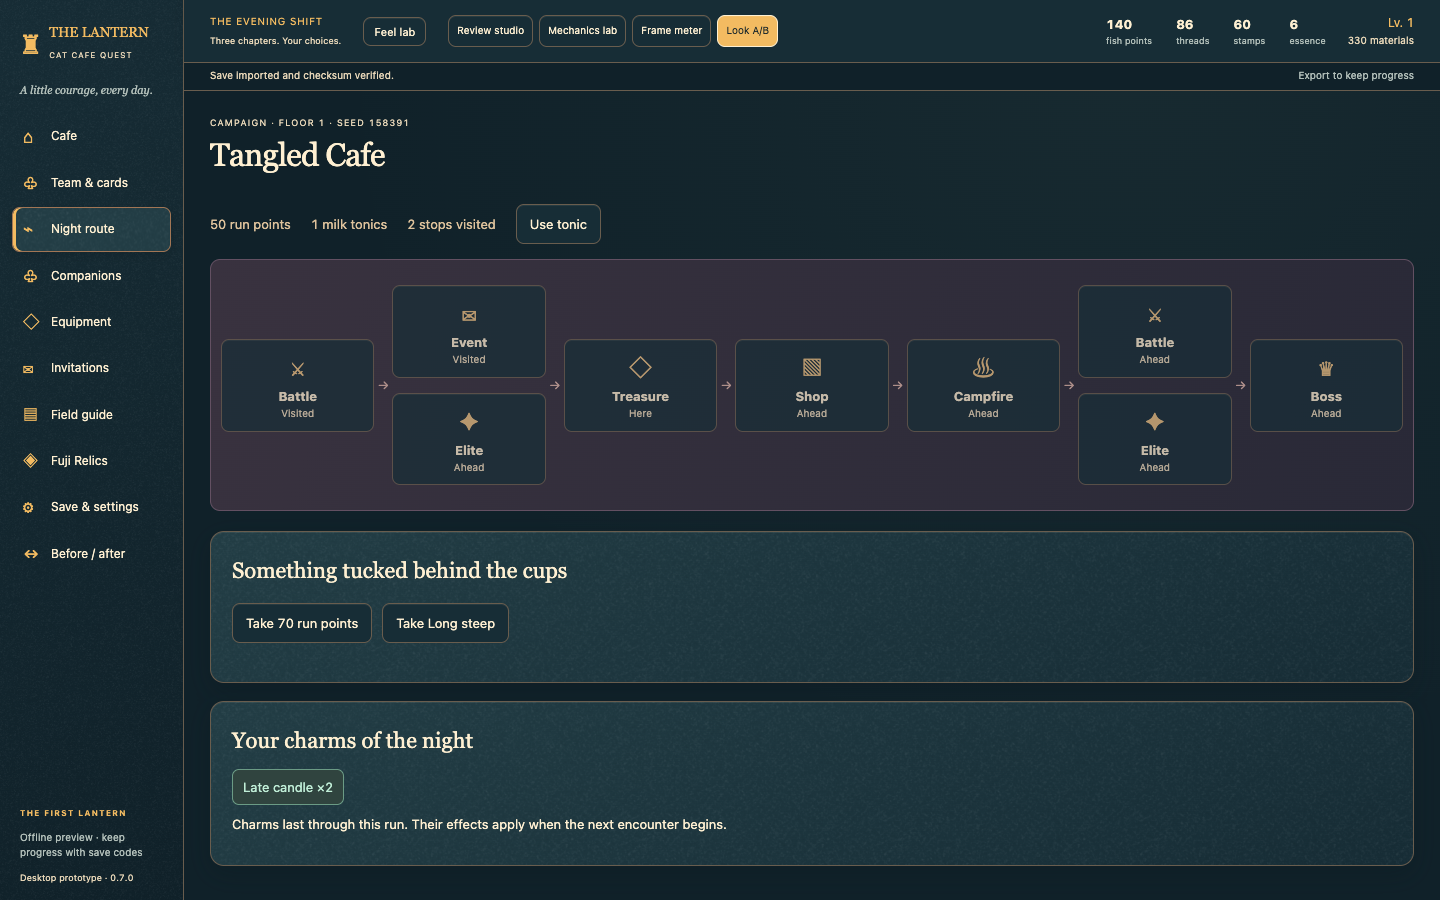 THE LANTERN
CAT CAFE QUEST
A little courage, every day.
Cafe
Team & cards
Night route
Companions
Equipment
Invitations
Field guide
Fuji Relics
Save & settings
Before / after
THE FIRST LANTERN
Offline preview · keep
progress with save codes
Desktop prototype · 0.7.0
THE EVENING SHIFT
Three chapters. Your choices.
Feel lab
Review studio
Mechanics lab
Frame meter
Look A/B
140
fish points
86
threads
60
stamps
6
essence
Lv. 1
330 materials
Save imported and checksum verified.
Export to keep progress
CAMPAIGN · FLOOR 1 · SEED 158391
Tangled Cafe
50 run points
1 milk tonics
2 stops visited
Use tonic
Battle
Visited
Event
Visited
Elite
Ahead
Treasure
Here
Shop
Ahead
Campfire
Ahead
Battle
Ahead
Elite
Ahead
Boss
Ahead
Something tucked behind the cups
Take 70 run points
Take Long steep
Your charms of the night
Late candle ×2
Charms last through this run. Their effects apply when the next encounter begins.